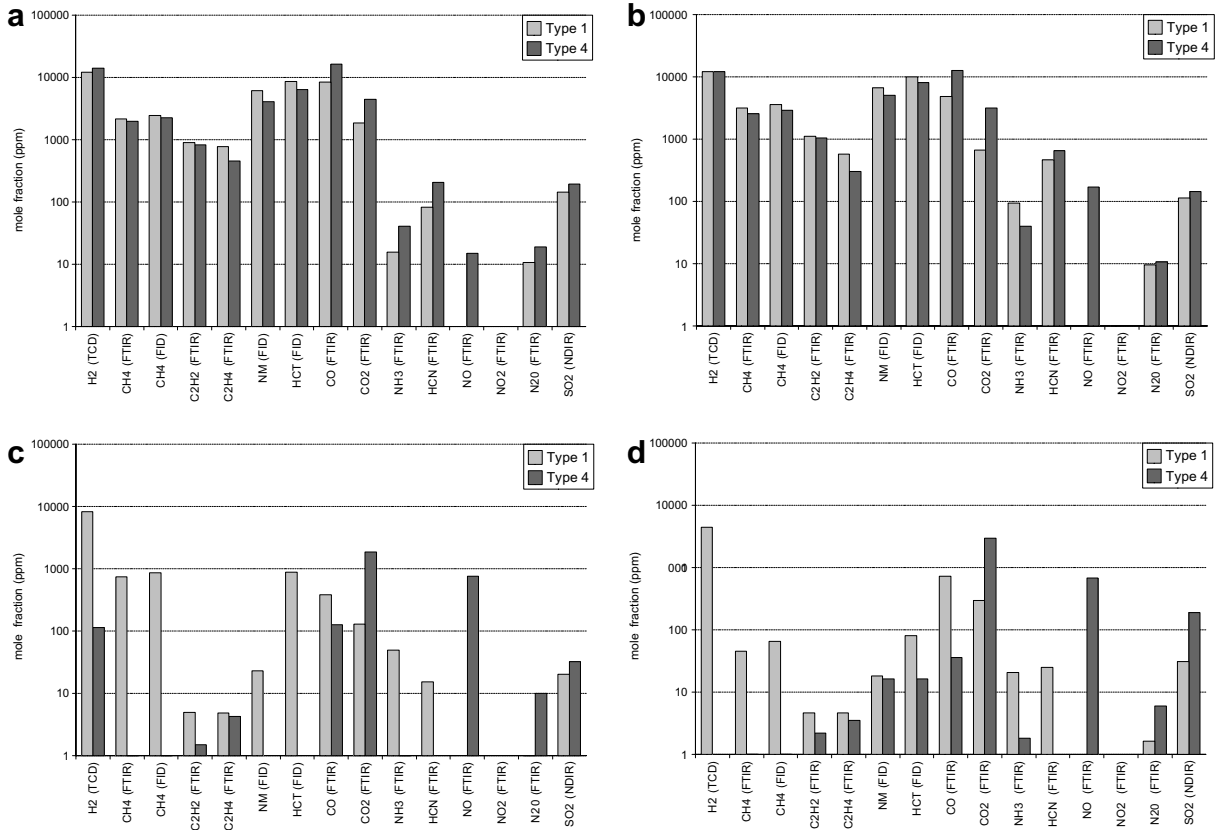 a
100000
10000
1000
100
10
1
mole fraction (ppm)
Type 1
Type 4
H2 (TCD)
CH4 (FTIR)
CH4 (FID)
C2H2 (FTIR)
C2H4 (FTIR)
NM (FID)
HCT (FID)
CO (FTIR)
CO2 (FTIR)
NH3 (FTIR)
HCN (FTIR)
NO (FTIR)
NO2 (FTIR)
N20 (FTIR)
SO2 (NDIR)
b
100000
10000
1000
100
10
1
mole fraction (ppm)
Type 1
Type 4
H2 (TCD)
CH4 (FTIR)
CH4 (FID)
C2H2 (FTIR)
C2H4 (FTIR)
NM (FID)
HCT (FID)
CO (FTIR)
CO2 (FTIR)
NH3 (FTIR)
HCN (FTIR)
NO (FTIR)
NO2 (FTIR)
N20 (FTIR)
SO2 (NDIR)
c
100000
10000
1000
100
10
1
mole fraction (ppm)
Type 1
Type 4
H2 (TCD)
CH4 (FTIR)
CH4 (FID)
C2H2 (FTIR)
C2H4 (FTIR)
NM (FID)
HCT (FID)
CO (FTIR)
CO2 (FTIR)
NH3 (FTIR)
HCN (FTIR)
NO (FTIR)
NO2 (FTIR)
N20 (FTIR)
SO2 (NDIR)
d
100000
10000
100
10
1
mole fraction (ppm)
Type 1
Type 4
H2 (TCD)
CH4 (FTIR)
CH4 (FID)
C2H2 (FTIR)
C2H4 (FTIR)
NM (FID)
HCT (FID)
CO (FTIR)
CO2 (FTIR)
NH3 (FTIR)
HCN (FTIR)
NO (FTIR)
NO2 (FTIR)
N20 (FTIR)
SO2 (NDIR)